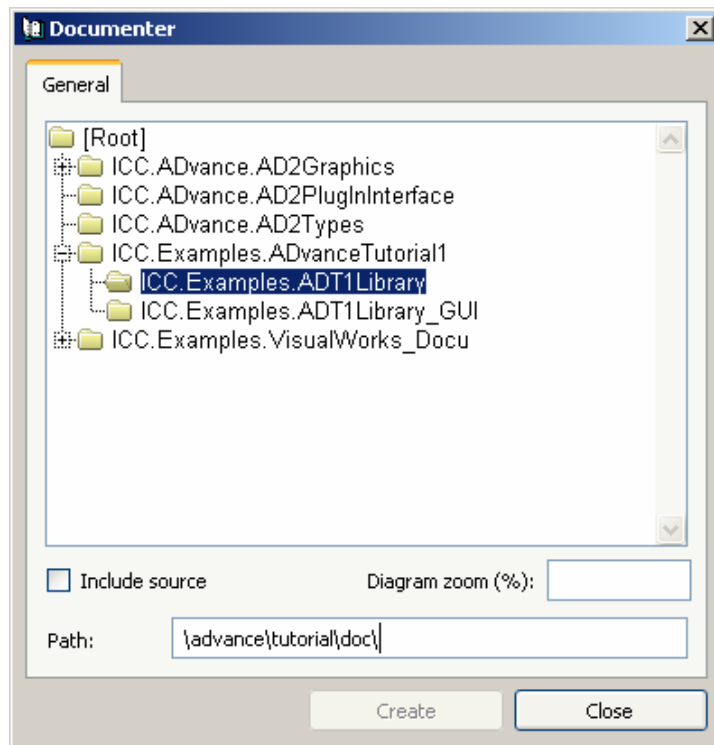 Documenter
General
[Root]
ICC.ADvance.AD2Graphics
ICC.ADvance.AD2PlugInInterface
ICC.ADvance.AD2Types
ICC.Examples.ADvanceTutorial1
ICC.Examples.ADT1Library
ICC.Examples.ADT1Library_GUI
ICC.Examples.VisualWorks_Docu
Include source Diagram zoom (%):
Path: \advance\tutorial\doc\
Create Close